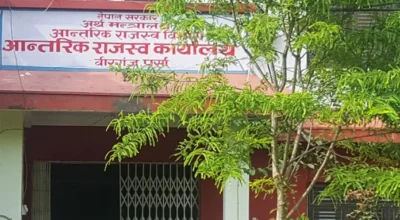 नेपाल सरकार
अर्थ मन्त्रालय
आन्तरिक राजस्व
आन्तरिक राजस्व कार्यालय
वीरगंज पर्सा